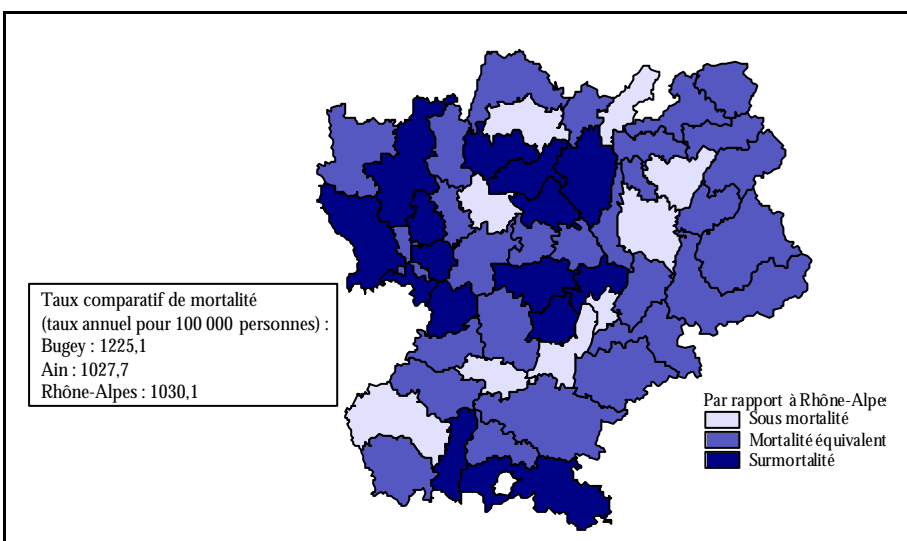 Taux comparatif de mortalité
(taux annuel pour 100 000 personnes) :
Bugey : 1225,1
Ain : 1027,7
Rhône-Alpes : 1030,1
Par rapport à Rhône-Alpe
Sous mortalité
Mortalité équivalent
Surmortalité